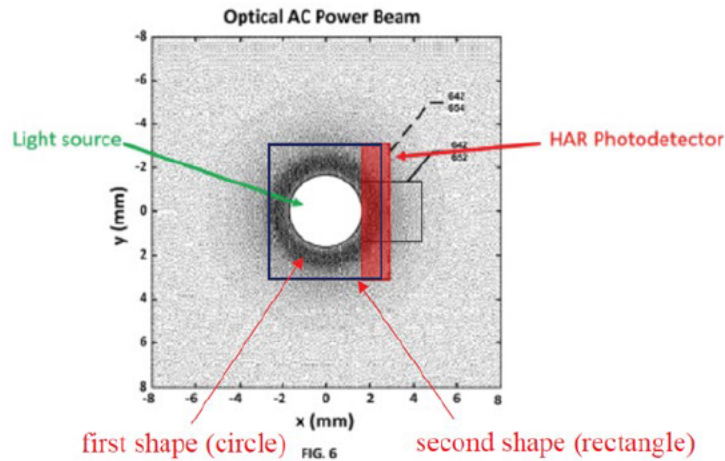 Optical AC Power Beam
-8
-6
642
654
Light source
-4
HAR Photodetector
642
652
-2
y (mm)
0
2
4
6
8
-8 -6 -4 -2 0 2 4 6 8
x (mm)
first shape (circle)
FIG. 6
second shape (rectangle)